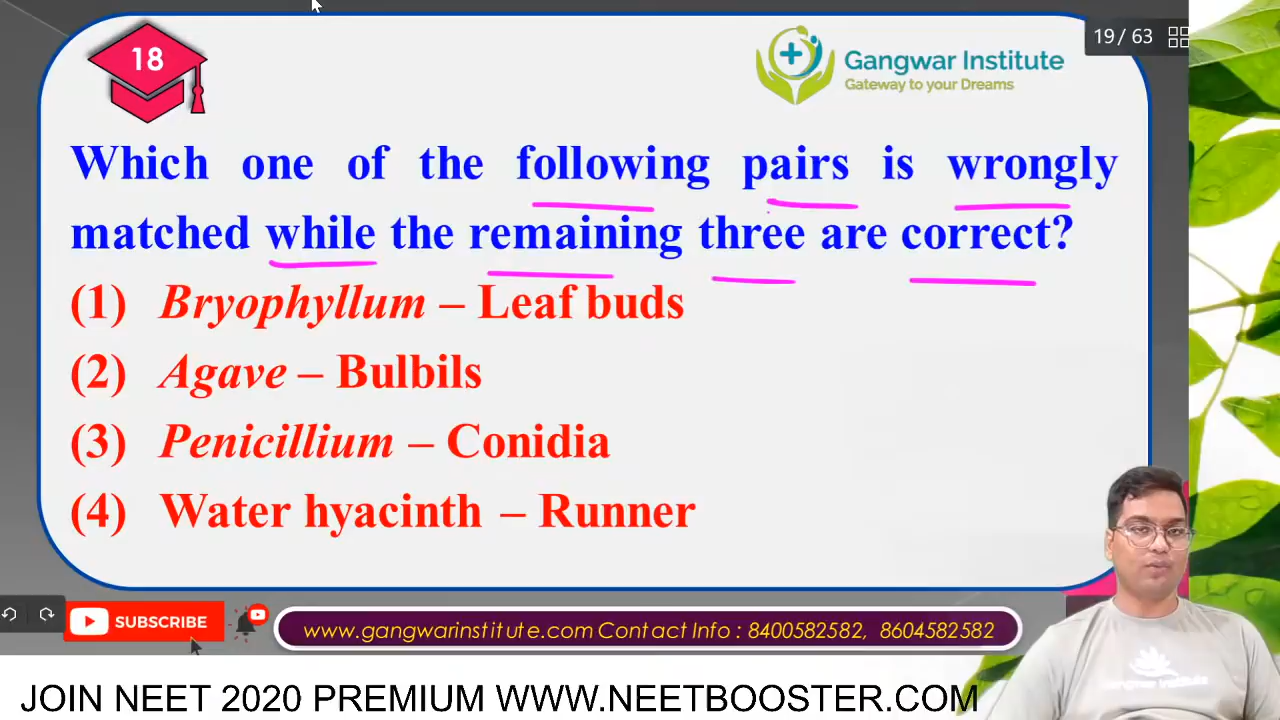 18
Gangwar Institute
Gateway to your Dreams
19 / 63
Which one of the following pairs is wrongly
matched while the remaining three are correct?
(1) Bryophyllum – Leaf buds
(2) Agave – Bulbils
(3) Penicillium – Conidia
(4) Water hyacinth – Runner
SUBSCRIBE
www.gangwarinstitute.com Contact Info : 8400582582, 8604582582
Gangwar Institute
JOIN NEET 2020 PREMIUM WWW.NEETBOOSTER.COM